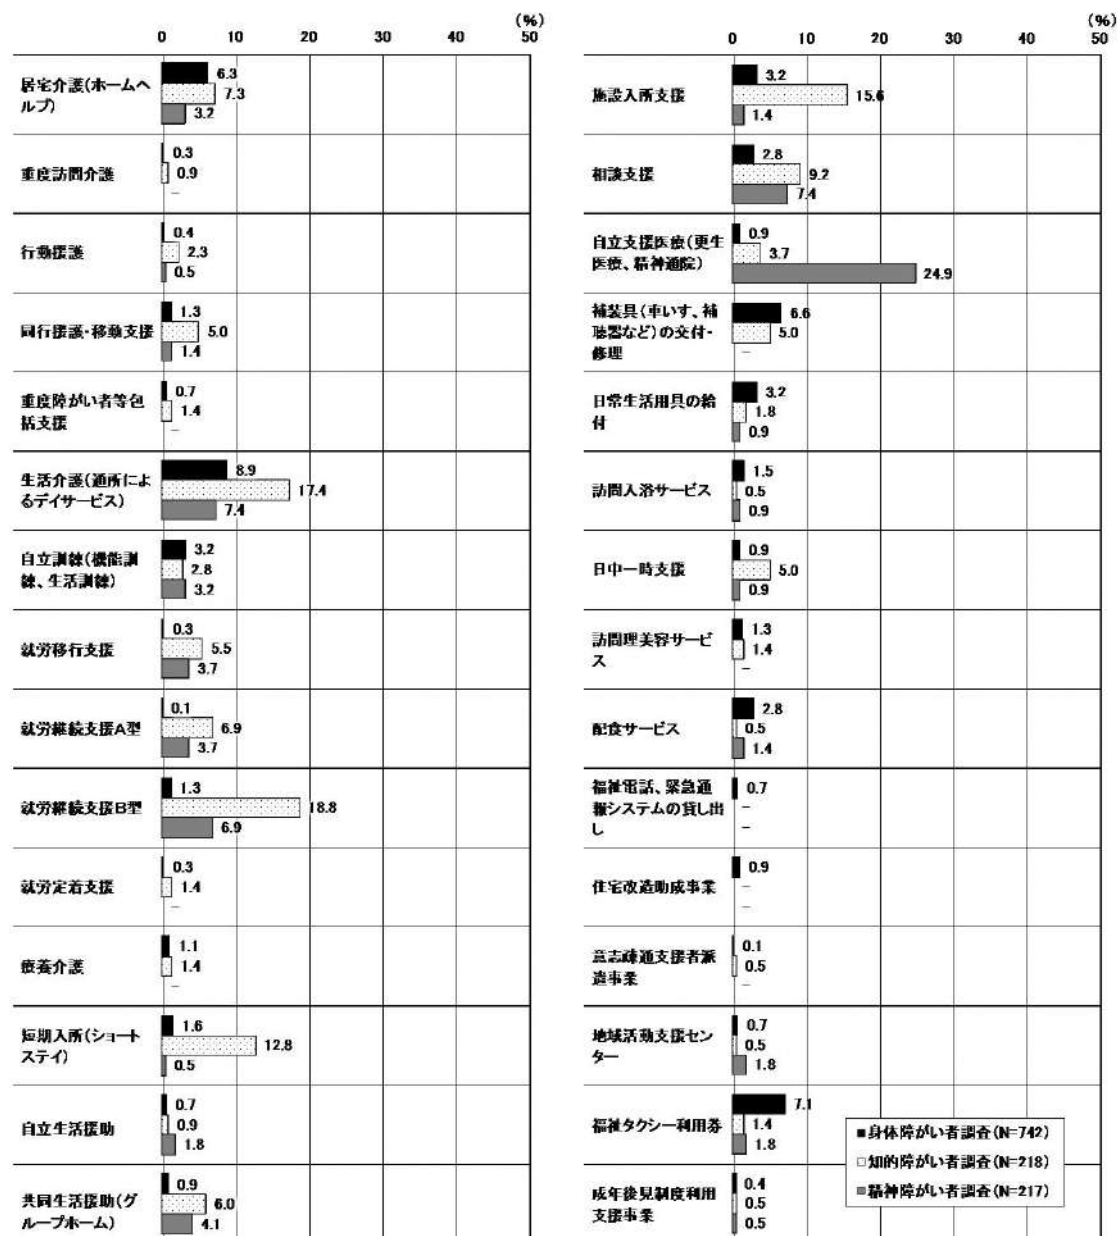 (%)
0 10 20 30 40 50
居宅介護(ホームヘ
ルプ)
6.3
7.3
3.2
重度訪問介護
0.3
0.9
–
行動援護
0.4
2.3
0.5
同行援護・移動支援
1.3
5.0
1.4
重度障がい者等包
括支援
0.7
1.4
–
生活介護(通所によ
るデイサービス)
8.9
17.4
7.4
自立訓練(機能訓
練、生活訓練)
3.2
2.8
3.2
就労移行支援
0.3
5.5
3.7
就労継続支援A型
0.1
6.9
3.7
就労継続支援B型
1.3
18.8
6.9
就労定着支援
0.3
1.4
–
療養介護
1.1
1.4
–
短期入所(ショート
ステイ)
1.6
12.8
0.5
自立生活援助
0.7
0.9
1.8
共同生活援助(グ
ループホーム)
0.9
6.0
4.1
(%)
0 10 20 30 40 50
施設入所支援
3.2
15.6
1.4
相談支援
2.8
9.2
7.4
自立支援医療(更生
医療、精神通院)
0.9
3.7
24.9
補装具(車いす、補
聴器など)の交付・
修理
6.6
5.0
–
日常生活用具の給
付
3.2
1.8
0.9
訪問入浴サービス
1.5
0.5
0.9
日中一時支援
0.9
5.0
0.9
訪問理美容サービ
ス
1.3
1.4
–
配食サービス
2.8
0.5
1.4
福祉電話、緊急通
報システムの貸し出
し
0.7
–
–
住宅改造助成事業
0.9
–
–
意志疎通支援者派
遣事業
0.1
0.5
–
地域活動支援セン
ター
0.7
0.5
1.8
福祉タクシー利用券
7.1
1.4
1.8
成年後見制度利用
支援事業
0.4
0.5
0.5
■身体障がい者調査(N=742)
□知的障がい者調査(N=218)
■精神障がい者調査(N=217)